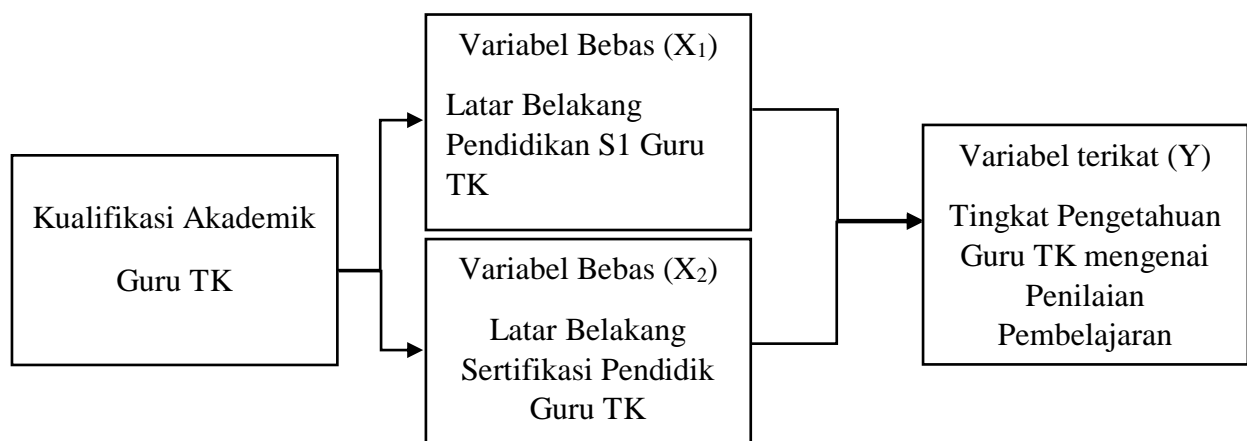 Kualifikasi Akademik
Guru TK
Variabel Bebas (X₁)
Latar Belakang
Pendidikan S1 Guru
TK
Variabel Bebas (X₂)
Latar Belakang
Sertifikasi Pendidik
Guru TK
Variabel terikat (Y)
Tingkat Pengetahuan
Guru TK mengenai
Penilaian
Pembelajaran